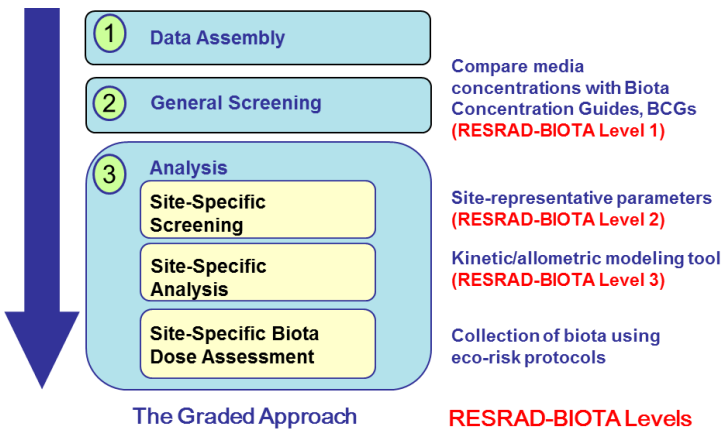 1
Data Assembly
2
General Screening
Compare media
concentrations with Biota
Concentration Guides, BCGs
(RESRAD-BIOTA Level 1)
3
Analysis
Site-Specific
Screening
Site-representative parameters
(RESRAD-BIOTA Level 2)
Site-Specific
Analysis
Kinetic/allometric modeling tool
(RESRAD-BIOTA Level 3)
Site-Specific Biota
Dose Assessment
Collection of biota using
eco-risk protocols
The Graded Approach
RESRAD-BIOTA Levels